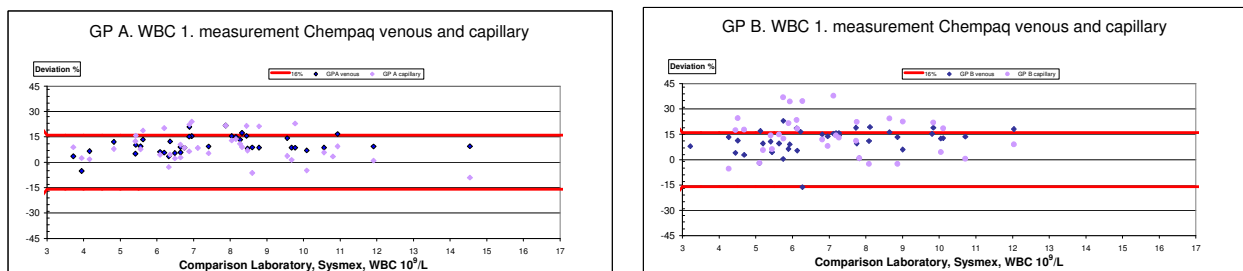 GP A. WBC 1. measurement Chempaq venous and capillary
Deviation %
16% GPA venous GP A capillary
45
30
15
0
-15
-30
-45
3 4 5 6 7 8 9 10 11 12 13 14 15 16 17
Comparison Laboratory, Sysmex, WBC 10⁹/L
GP B. WBC 1. measurement Chempaq venous and capillary
Deviation %
16% GP B venous GP B capillary
45
30
15
0
-15
-30
-45
3 4 5 6 7 8 9 10 11 12 13 14 15 16 17
Comparison Laboratory, Sysmex, WBC 10⁹/L